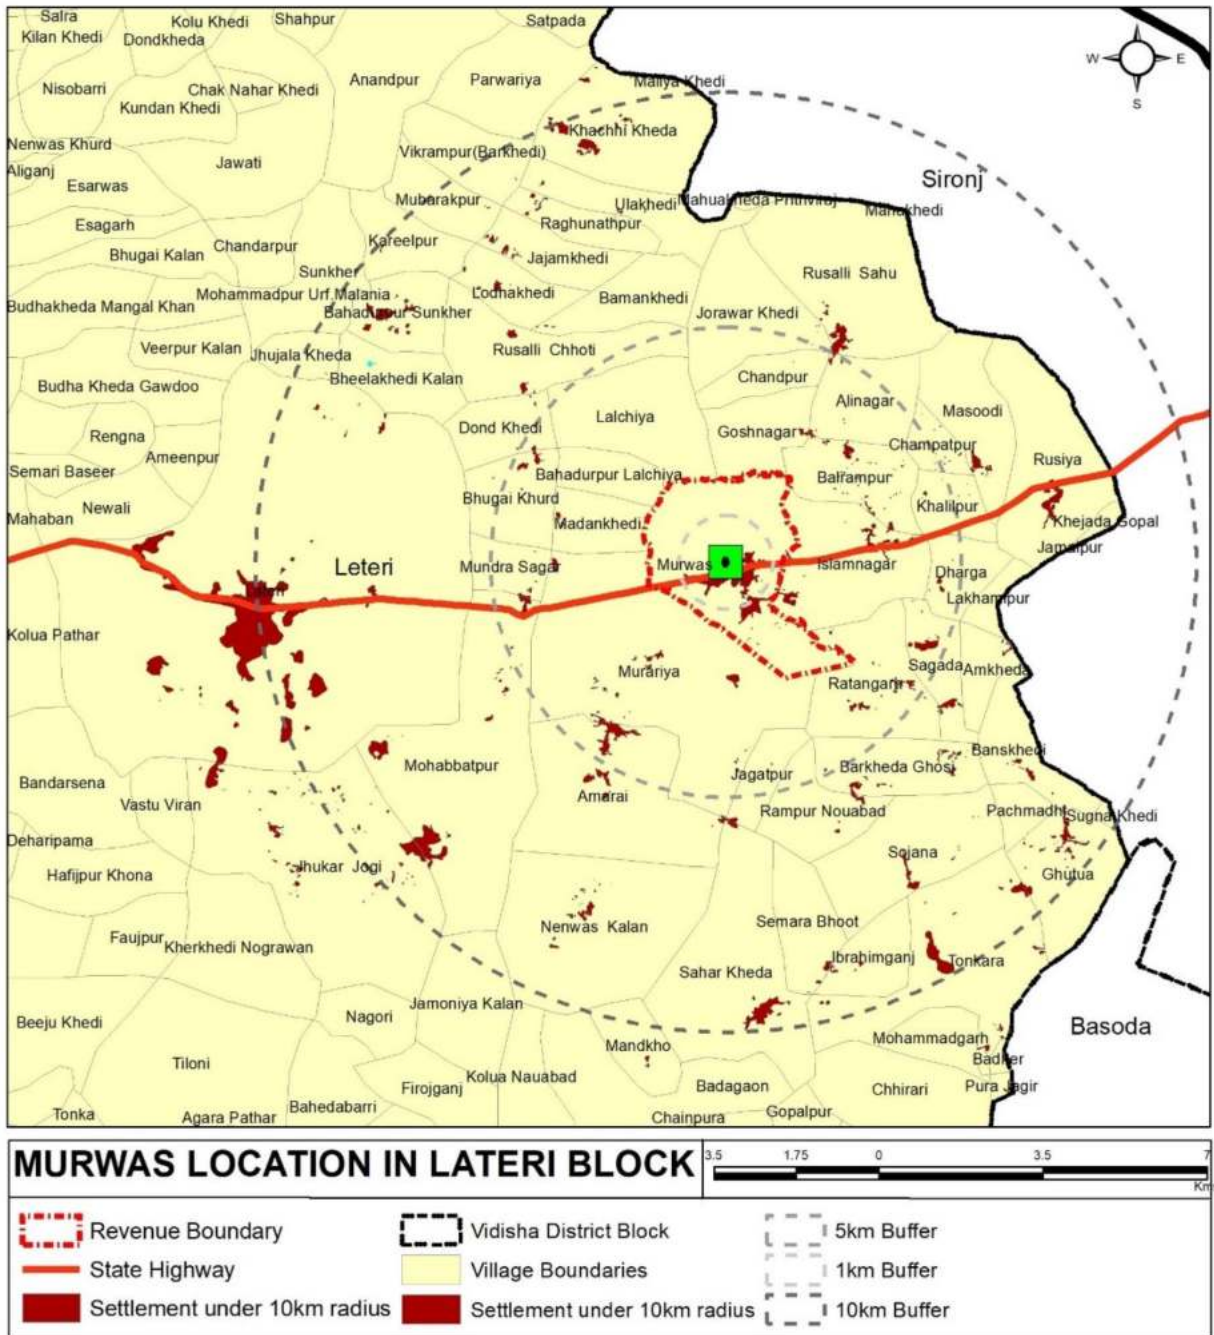 Salra
Kolu Khedi
Shahpur
Satpada
Kilan Khedi
Dondkheda
Anandpur
Parwariya
Maliya Khedi
W
E
S
Nisobarri
Chak Nahar Khedi
Kundan Khedi
Khachhi Kheda
Nenwas Khurd
Vikrampur(Barkhedi)
Jawati
Aliganj
Sironj
Esarwas
Mubarakpur
Ulakhedi
Mahuakheda Prithviraj
Manukhedi
Esagarh
Raghunathpur
Chandarpur
Kareelpur
Bhugai Kalan
Jajamkhedi
Sunkher
Rusalli Sahu
Mohammadpur Urf Malania
Lodhakhedi
Bamankhedi
Budhakheda Mangal Khan
Bahadurpur Sunkher
Jorawar Khedi
Veerpur Kalan
Jhujala Kheda
Rusalli Chhoti
Bheelakhedi Kalan
Chandpur
Budha Kheda Gawdoo
Alinagar
Masoodi
Lalchiya
Dond Khedi
Goshnagar
Rengna
Champatpur
Ameenpur
Rusiya
Semari Baseer
Bahadurpur Lalchiya
Balrampur
Bhugai Khurd
Newali
Khalilpur
Mahaban
Madankhedi
Khejada Gopal
Jamalpur
Leteri
Mundra Sagar
Murwas
Islamnagar
Dharga
Lakhampur
Kolua Pathar
Sagada
Amkheda
Murariya
Ratanganj
Banskhedi
Mohabbatpur
Barkheda Ghosi
Jagatpur
Bandarsena
Amarai
Vastu Viran
Rampur Nouabad
Pachmadhi
Sugna Khedi
Deharipama
Sojana
Jhukar Jogi
Hafijpur Khona
Ghutua
Semara Bhoot
Nenwas Kalan
Faujpur
Kherkhedi Nograwan
Ibrahimganj
Tonkara
Sahar Kheda
Jamoniya Kalan
Nagori
Beeju Khedi
Basoda
Mohammadgarh
Mandkho
Badher
Tiloni
Kolua Nauabad
Firojganj
Badagaon
Chhirari
Pura Jagir
Bahedabarri
Tonka
Agara Pathar
Chainpura
Gopalpur
MURWAS LOCATION IN LATERI BLOCK
3.5 1.75 0 3.5 7
Km
Revenue Boundary
Vidisha District Block
5km Buffer
State Highway
Village Boundaries
1km Buffer
Settlement under 10km radius
Settlement under 10km radius
10km Buffer